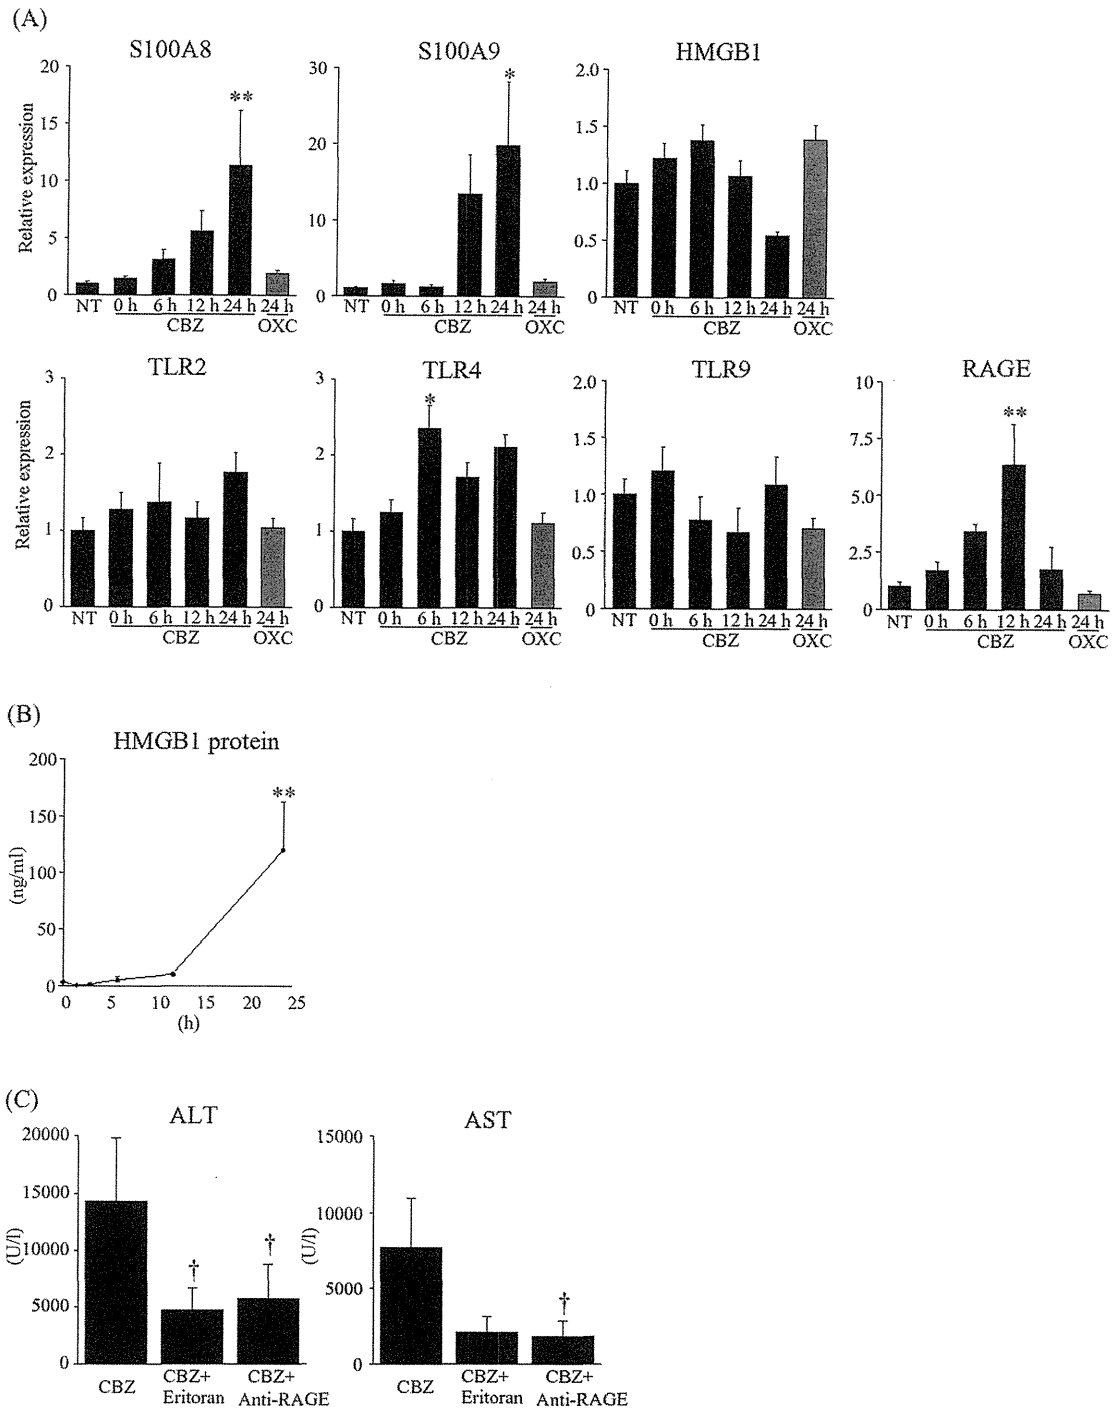 (A)
S100A8
S100A9
HMGB1
Relative expression
20
15
10
5
0
NT 0 h 6 h 12 h 24 h 24 h
CBZ OXC
**
30
20
10
0
NT 0 h 6 h 12 h 24 h 24 h
CBZ OXC
*
2.0
1.5
1.0
0.5
0
NT 0 h 6 h 12 h 24 h 24 h
CBZ OXC
TLR2
TLR4
TLR9
RAGE
Relative expression
3
2
1
0
NT 0 h 6 h 12 h 24 h 24 h
CBZ OXC
3
2
1
0
*
NT 0 h 6 h 12 h 24 h 24 h
CBZ OXC
2.0
1.5
1.0
0.5
0
NT 0 h 6 h 12 h 24 h 24 h
CBZ OXC
10
7.5
5.0
2.5
0
**
NT 0 h 6 h 12 h 24 h 24 h
CBZ OXC
(B)
HMGB1 protein
(ng/ml)
200
150
100
50
0
**
0 5 10 15 20 25
(h)
(C)
ALT
(U/l)
20000
15000
10000
5000
0
† †
CBZ
CBZ+
Eritoran
CBZ+
Anti-RAGE
AST
(U/l)
15000
10000
5000
0
†
CBZ
CBZ+
Eritoran
CBZ+
Anti-RAGE